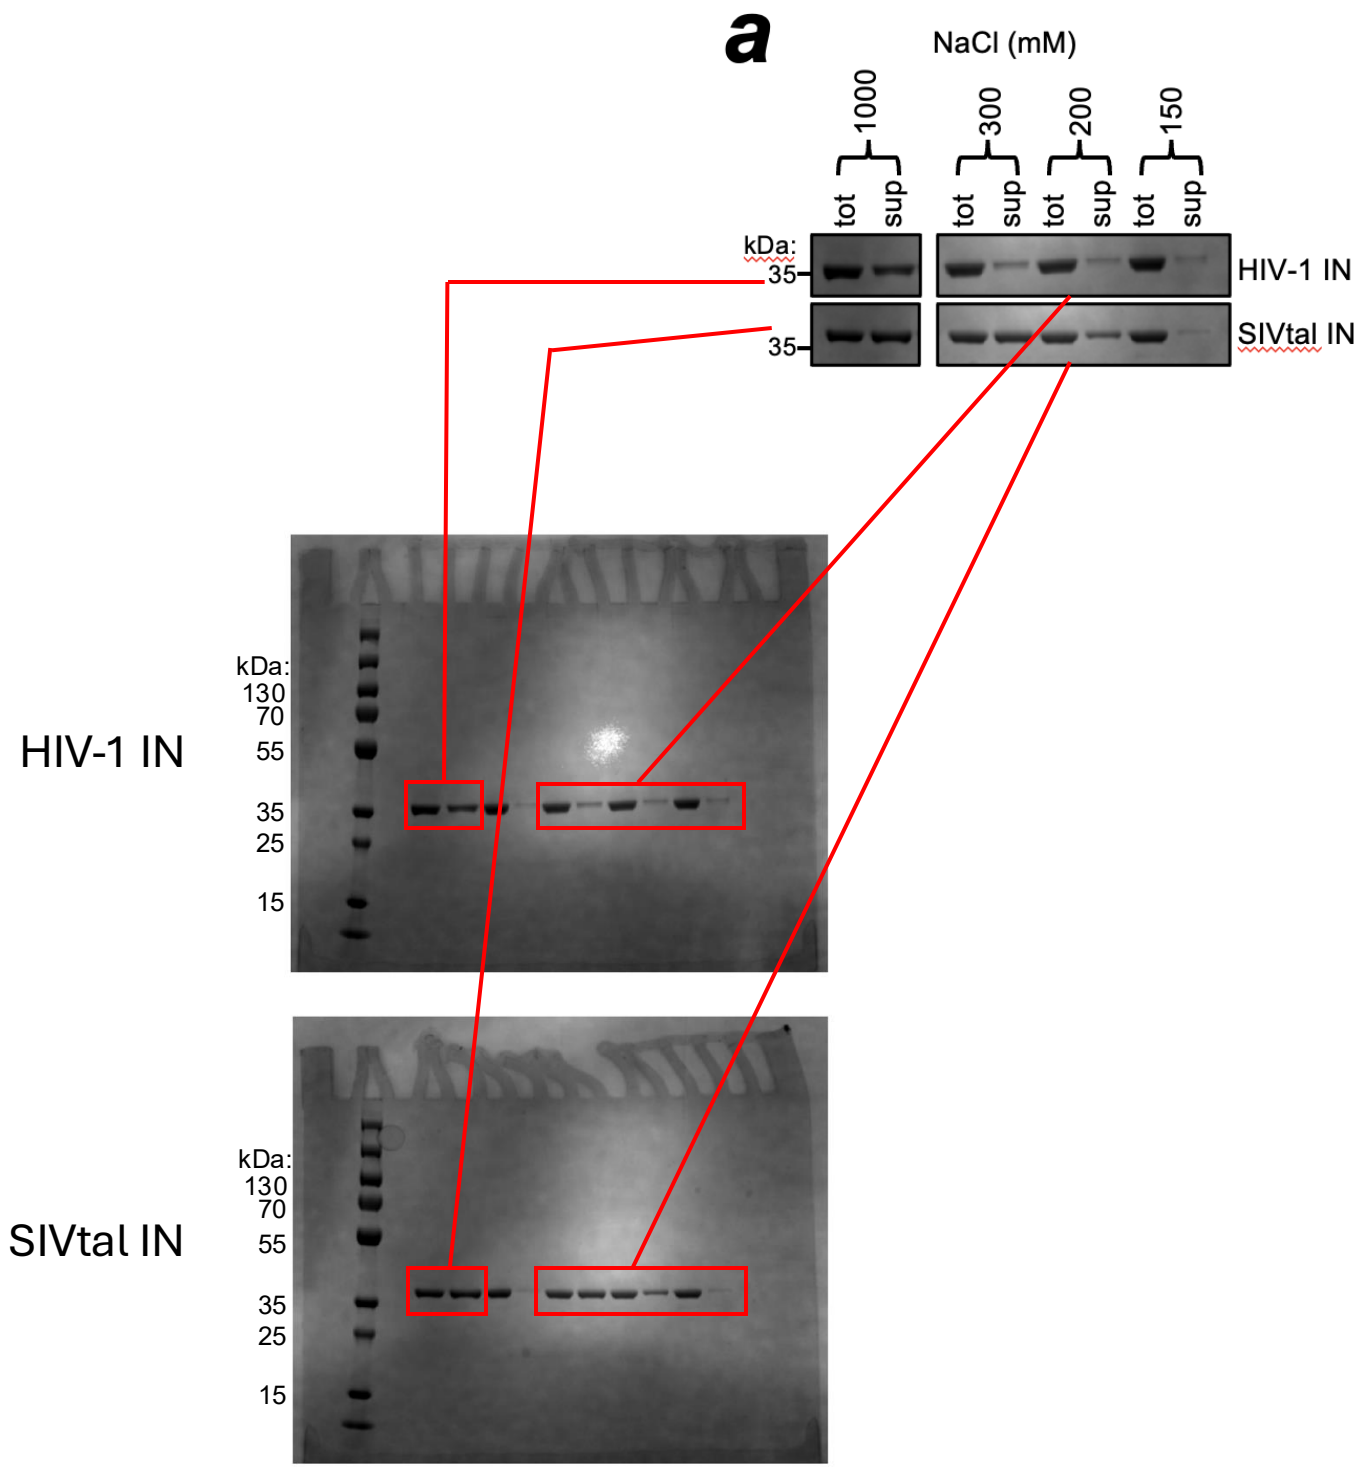 a
NaCl (mM)
1000
300
200
150
tot
sup
tot
sup
tot
sup
tot
sup
kDa:
35
HIV-1 IN
35
SIVtal IN
HIV-1 IN
kDa:
130
70
55
35
25
15
SIVtal IN
kDa:
130
70
55
35
25
15